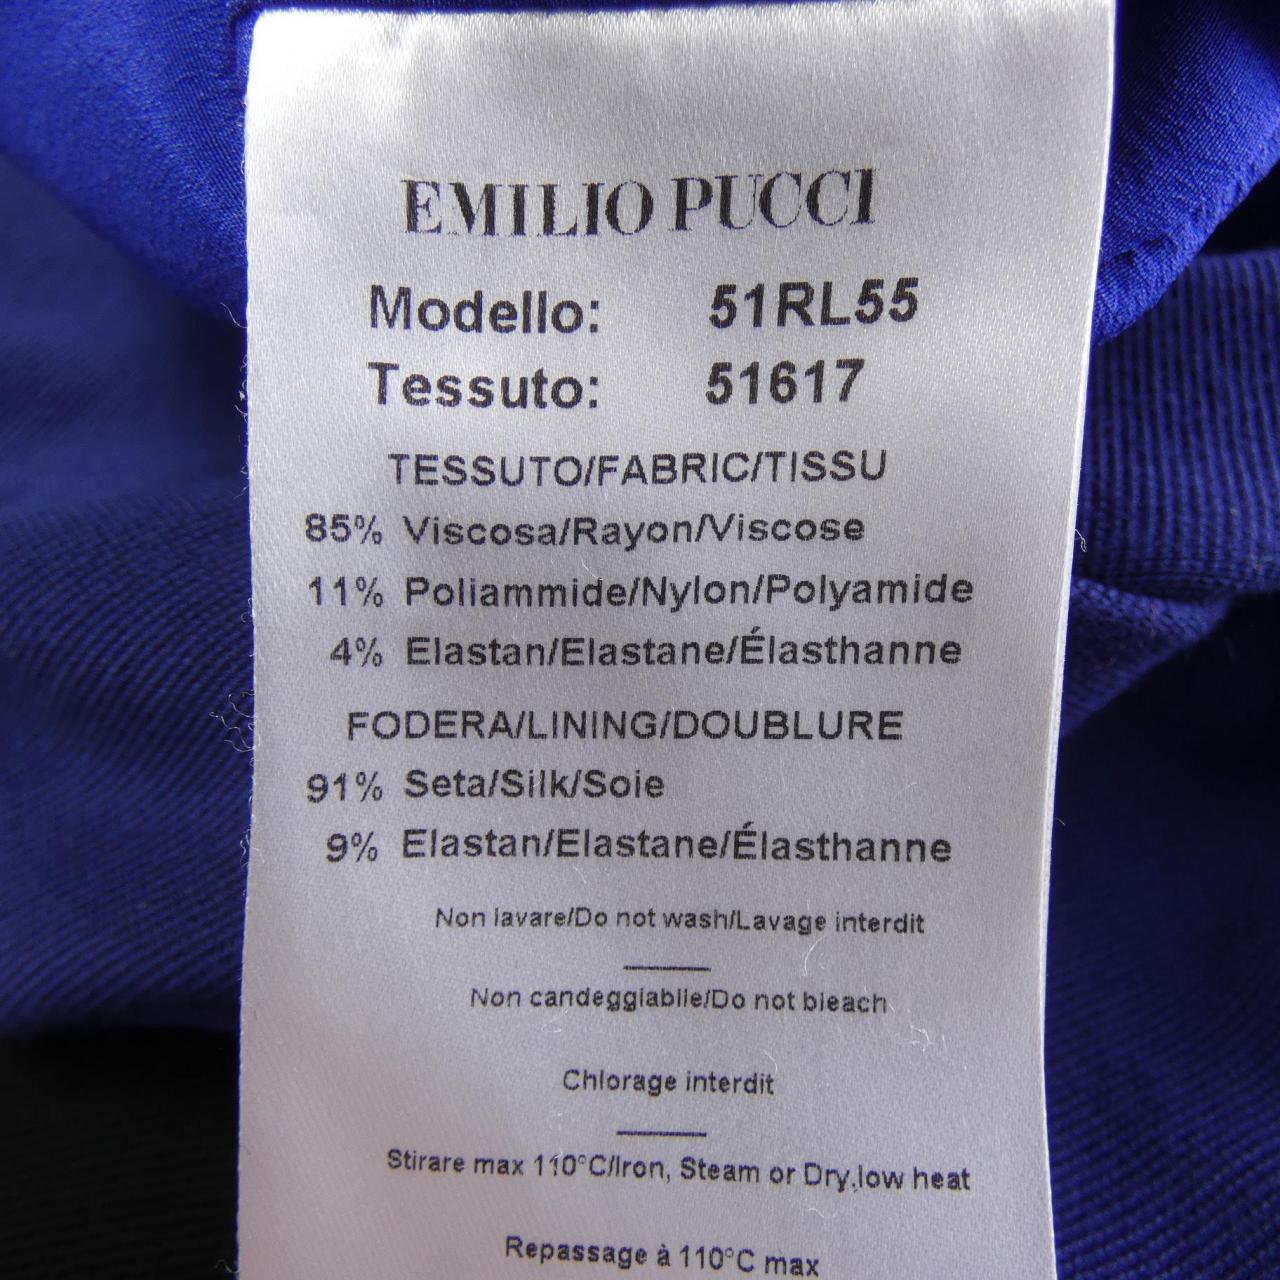 EMILIO PUCCI
Modello: 51RL55
Tessuto: 51617
TESSUTO/FABRIC/TISSU
85% Viscosa/Rayon/Viscose
11% Poliammide/Nylon/Polyamide
4% Elastan/Elastane/Élasthanne
FODERA/LINING/DOUBLURE
91% Seta/Silk/Soie
9% Elastan/Elastane/Élasthanne
Non lavare/Do not wash/Lavage interdit
Non candeggiabile/Do not bleach
Chlorage interdit
Stirare max 110°C/Iron, Steam or Dry,low heat
Repassage à 110°C max